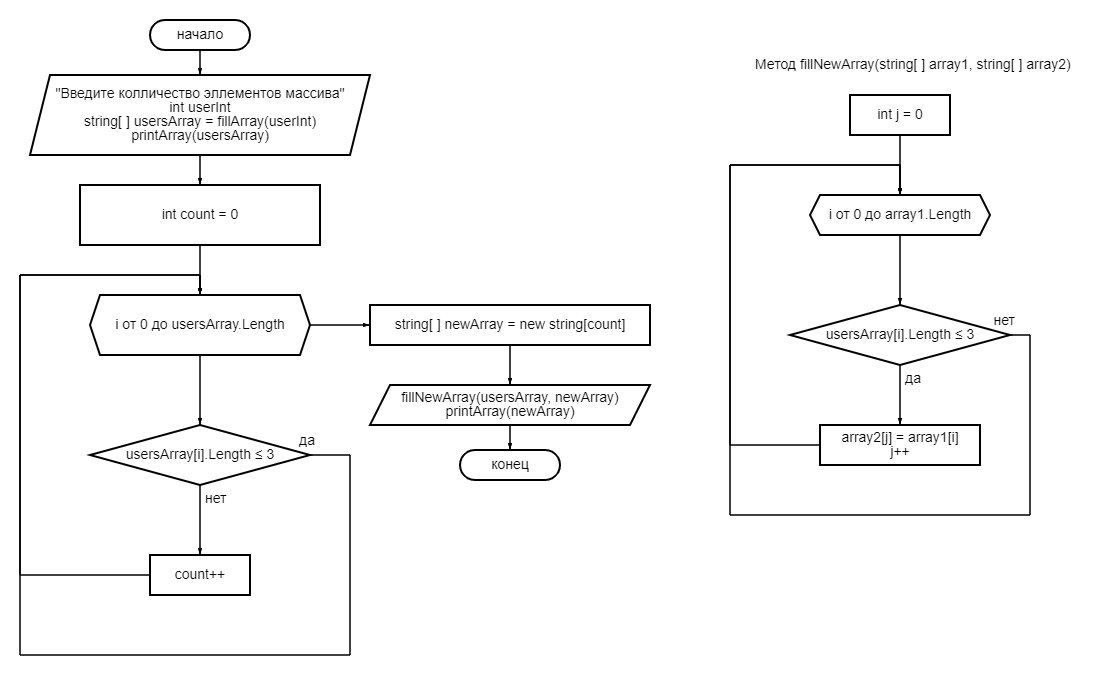 начало
"Введите колличество эллементов массива"
int userInt
string[ ] usersArray = fillArray(userInt)
printArray(usersArray)
int count = 0
i от 0 до usersArray.Length
usersArray[i].Length ≤ 3
да
нет
count++
string[ ] newArray = new string[count]
fillNewArray(usersArray, newArray)
printArray(newArray)
конец
Метод fillNewArray(string[ ] array1, string[ ] array2)
int j = 0
i от 0 до array1.Length
usersArray[i].Length ≤ 3
нет
да
array2[j] = array1[i]
j++